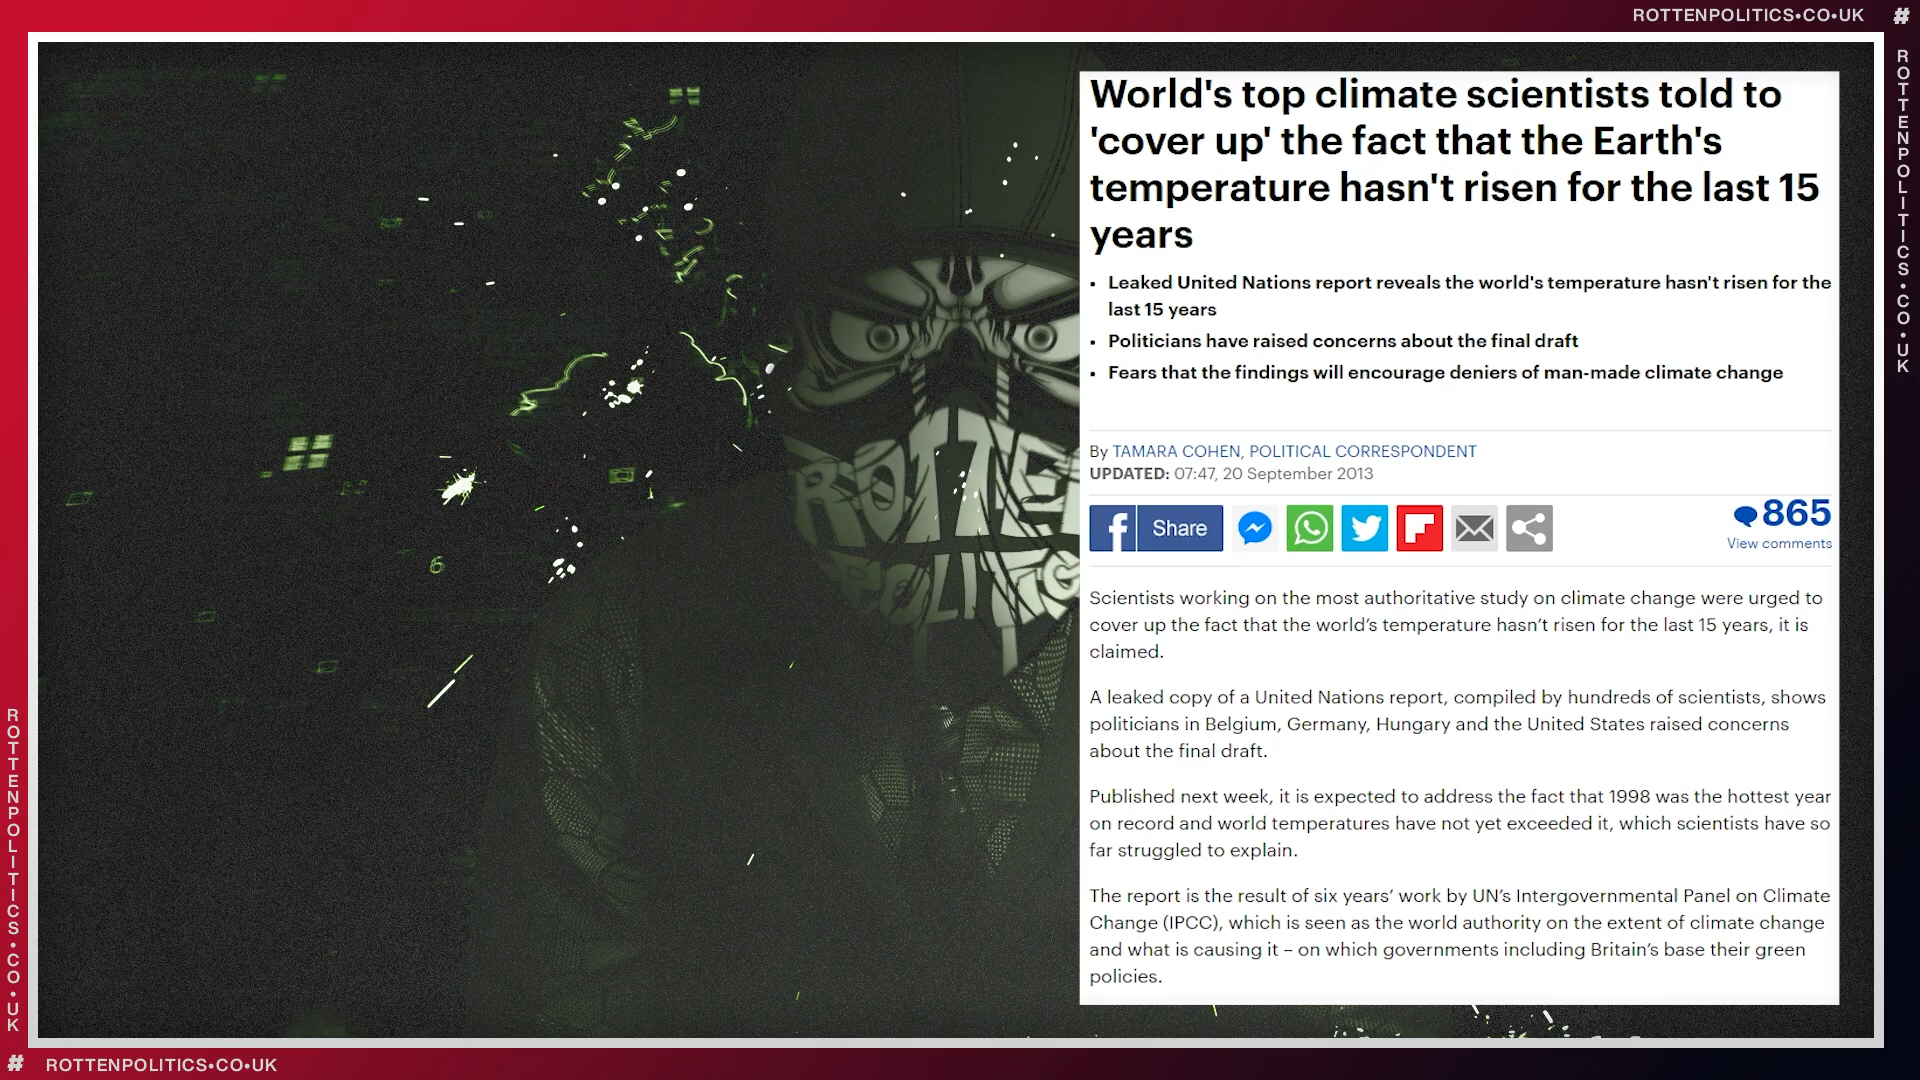 ROTTENPOLITICS•CO•UK #
ROTTENPOLITICS•CO•UK
World's top climate scientists told to
'cover up' the fact that the Earth's
temperature hasn't risen for the last 15
years
• Leaked United Nations report reveals the world's temperature hasn't risen for the
last 15 years
• Politicians have raised concerns about the final draft
• Fears that the findings will encourage deniers of man-made climate change
By TAMARA COHEN, POLITICAL CORRESPONDENT
UPDATED: 07:47, 20 September 2013
f Share
865
View comments
Scientists working on the most authoritative study on climate change were urged to
cover up the fact that the world’s temperature hasn’t risen for the last 15 years, it is
claimed.
A leaked copy of a United Nations report, compiled by hundreds of scientists, shows
politicians in Belgium, Germany, Hungary and the United States raised concerns
about the final draft.
Published next week, it is expected to address the fact that 1998 was the hottest year
on record and world temperatures have not yet exceeded it, which scientists have so
far struggled to explain.
The report is the result of six years’ work by UN’s Intergovernmental Panel on Climate
Change (IPCC), which is seen as the world authority on the extent of climate change
and what is causing it – on which governments including Britain’s base their green
policies.
ROTTE
POLITIC
6
ROTTENPOLITICS•CO•UK
# ROTTENPOLITICS•CO•UK